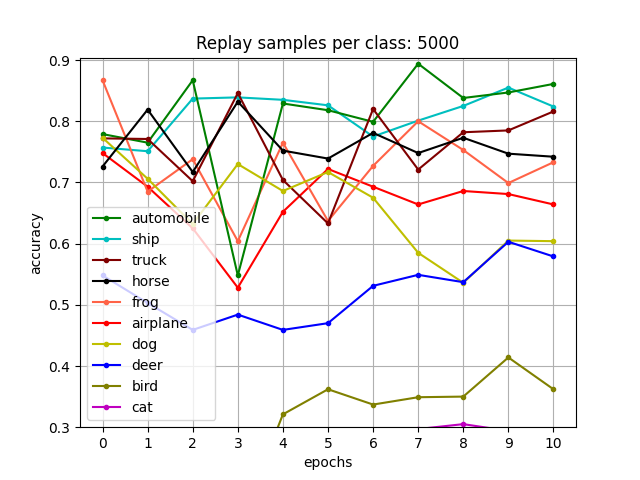 Replay samples per class: 5000
accuracy
0.9
0.8
0.7
0.6
0.5
0.4
0.3
automobile
ship
truck
horse
frog
airplane
dog
deer
bird
cat
0 1 2 3 4 5 6 7 8 9 10
epochs